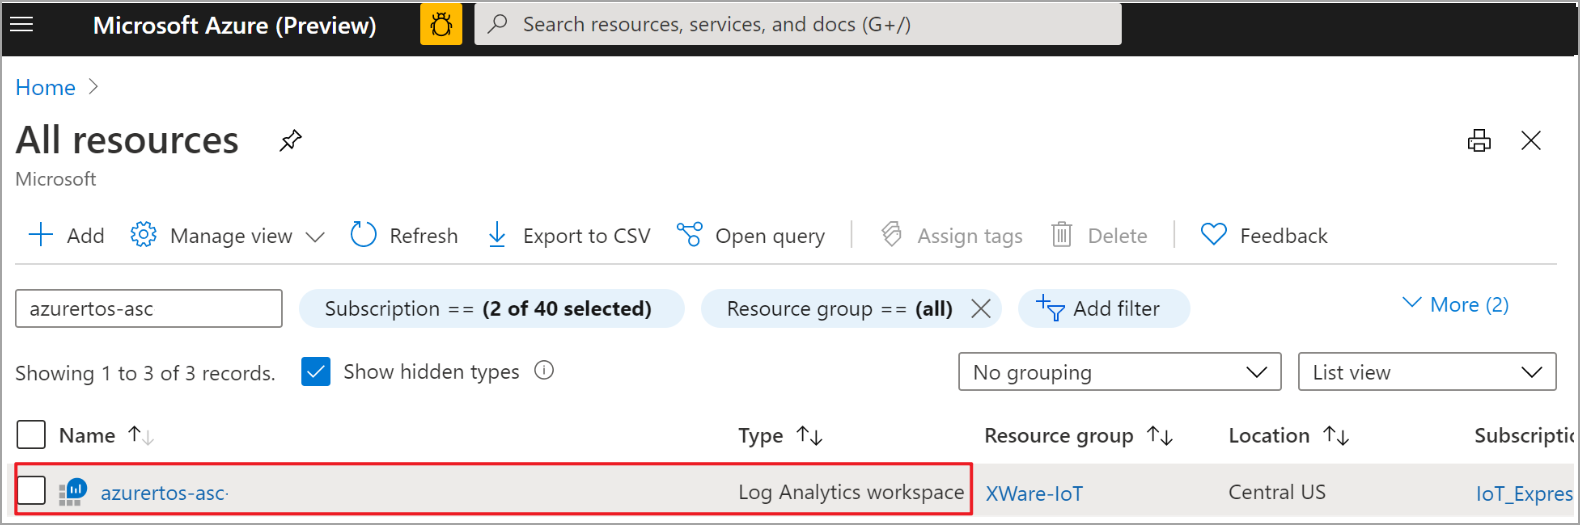 Microsoft Azure (Preview)
Search resources, services, and docs (G+/)
Home
All resources
Microsoft
Add
Manage view
Refresh
Export to CSV
Open query
Assign tags
Delete
Feedback
azurertos-asc
Subscription == (2 of 40 selected)
Resource group == (all)
Add filter
More (2)
Showing 1 to 3 of 3 records.
Show hidden types
No grouping
List view
Name
Type
Resource group
Location
Subscriptic
azurertos-asc
Log Analytics workspace
XWare-IoT
Central US
IoT_Expres